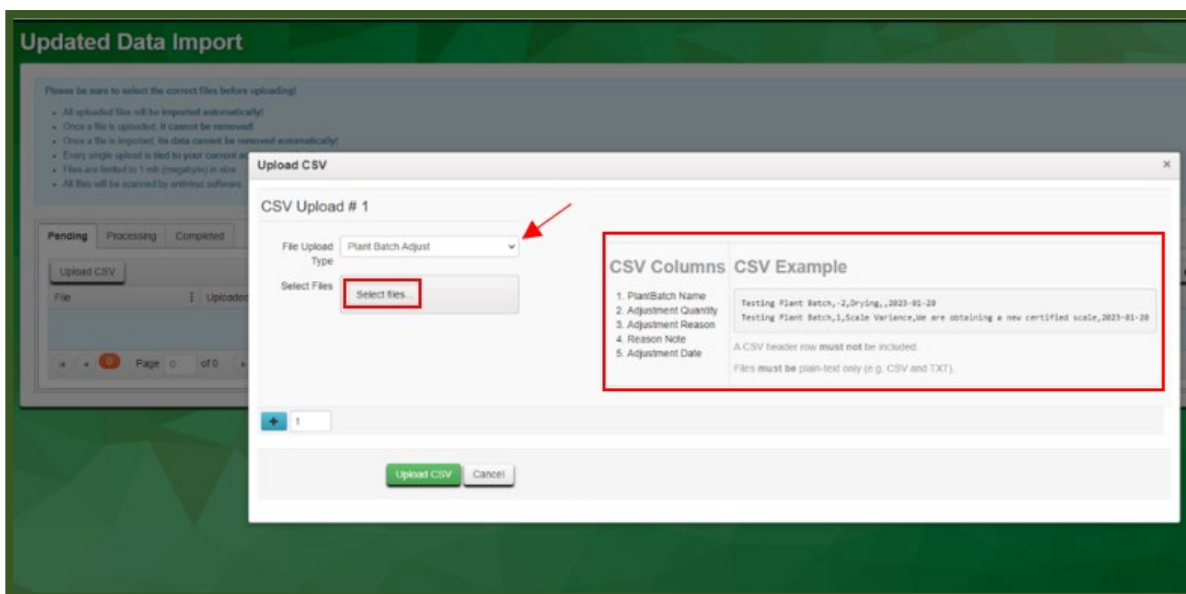 Updated Data Import
Please be sure to select the correct files before uploading!
All uploaded files will be imported automatically!
Once a file is uploaded, it cannot be removed!
Once a file is imported, its data cannot be removed automatically!
Every single upload is tied to your current
Files are limited to 1 mb (megabyte) in size.
All files will be scanned by antivirus software.
Upload CSV ×
CSV Upload # 1
File Upload Type Plant Batch Adjust
Select Files Select files...
CSV Columns
1. PlantBatch Name
2. Adjustment Quantity
3. Adjustment Reason
4. Reason Note
5. Adjustment Date
CSV Example
Testing Plant Batch,-2,Drying,,2023-01-20
Testing Plant Batch,1,Scale Variance,We are obtaining a new certified scale,2023-01-20
A CSV header row must not be included.
Files must be plain-text only (e.g. CSV and TXT).
Pending Processing Completed
Upload CSV
File Uploaded
0 Page 0 of 0
+ 1
Upload CSV Cancel